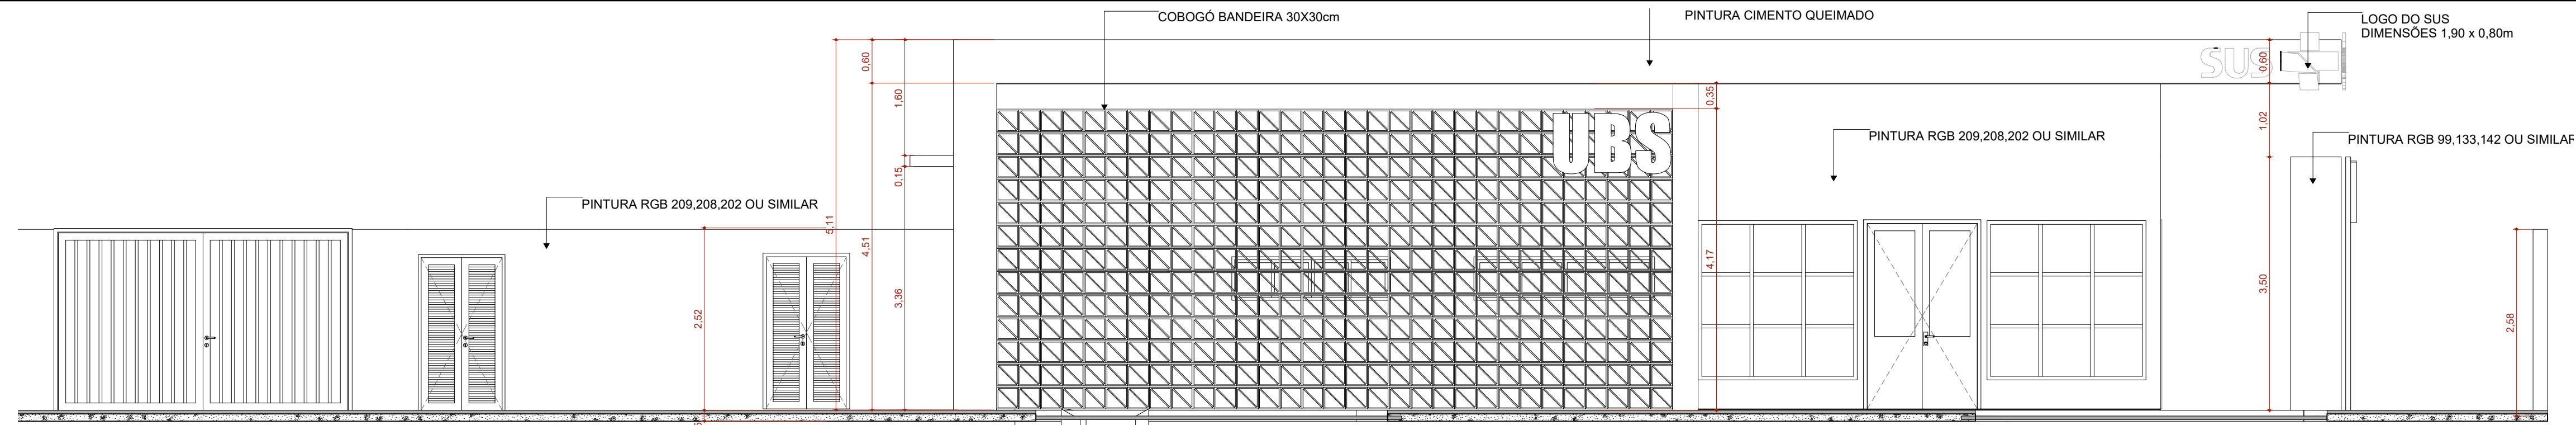 COBOGÓ BANDEIRA 30X30cm
PINTURA CIMENTO QUEIMADO
LOGO DO SUS
DIMENSÕES 1,90 x 0,80m
SUS
0,60
0,60
1,60
0,35
1,02
UBS
PINTURA RGB 209,208,202 OU SIMILAR
PINTURA RGB 99,133,142 OU SIMILAR
0,15
PINTURA RGB 209,208,202 OU SIMILAR
5,11
4,51
4,17
3,36
3,50
2,52
2,58